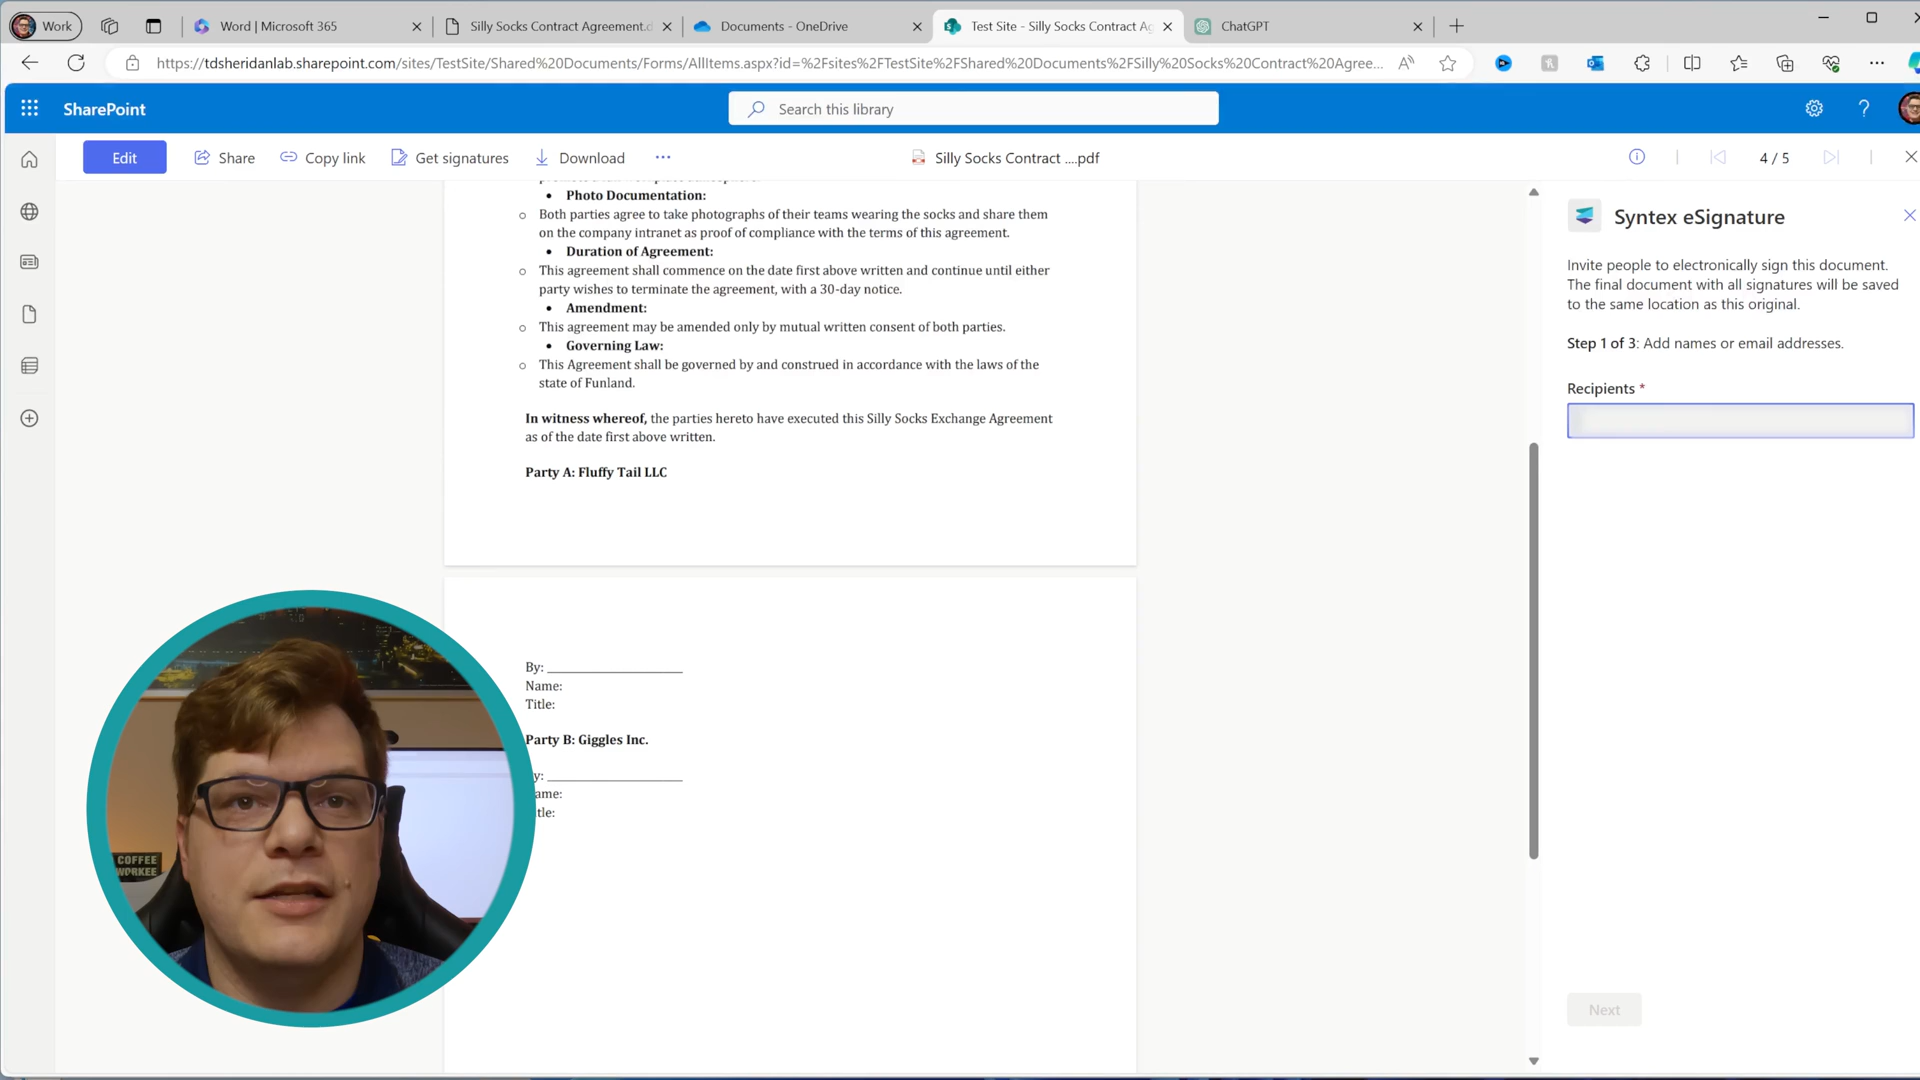 Work
Word | Microsoft 365
Silly Socks Contract Agreement.d
Documents - OneDrive
Test Site - Silly Socks Contract Ag
ChatGPT
https://tdsheridanlab.sharepoint.com/sites/TestSite/Shared%20Documents/Forms/AllItems.aspx?id=%2Fsites%2FTestSite%2FShared%20Documents%2FSilly%20Socks%20Contract%20Agree...
SharePoint
Search this library
Edit
Share
Copy link
Get signatures
Download
Silly Socks Contract ....pdf
4 / 5
• Photo Documentation:
o Both parties agree to take photographs of their teams wearing the socks and share them
on the company intranet as proof of compliance with the terms of this agreement.
• Duration of Agreement:
o This agreement shall commence on the date first above written and continue until either
party wishes to terminate the agreement, with a 30-day notice.
• Amendment:
o This agreement may be amended only by mutual written consent of both parties.
• Governing Law:
o This Agreement shall be governed by and construed in accordance with the laws of the
state of Funland.
In witness whereof, the parties hereto have executed this Silly Socks Exchange Agreement
as of the date first above written.
Party A: Fluffy Tail LLC
By: ____________________
Name:
Title:
Party B: Giggles Inc.
y: ____________________
ame:
itle:
COFFEE
WORKEE
Syntex eSignature
Invite people to electronically sign this document.
The final document with all signatures will be saved
to the same location as this original.
Step 1 of 3: Add names or email addresses.
Recipients *
Next